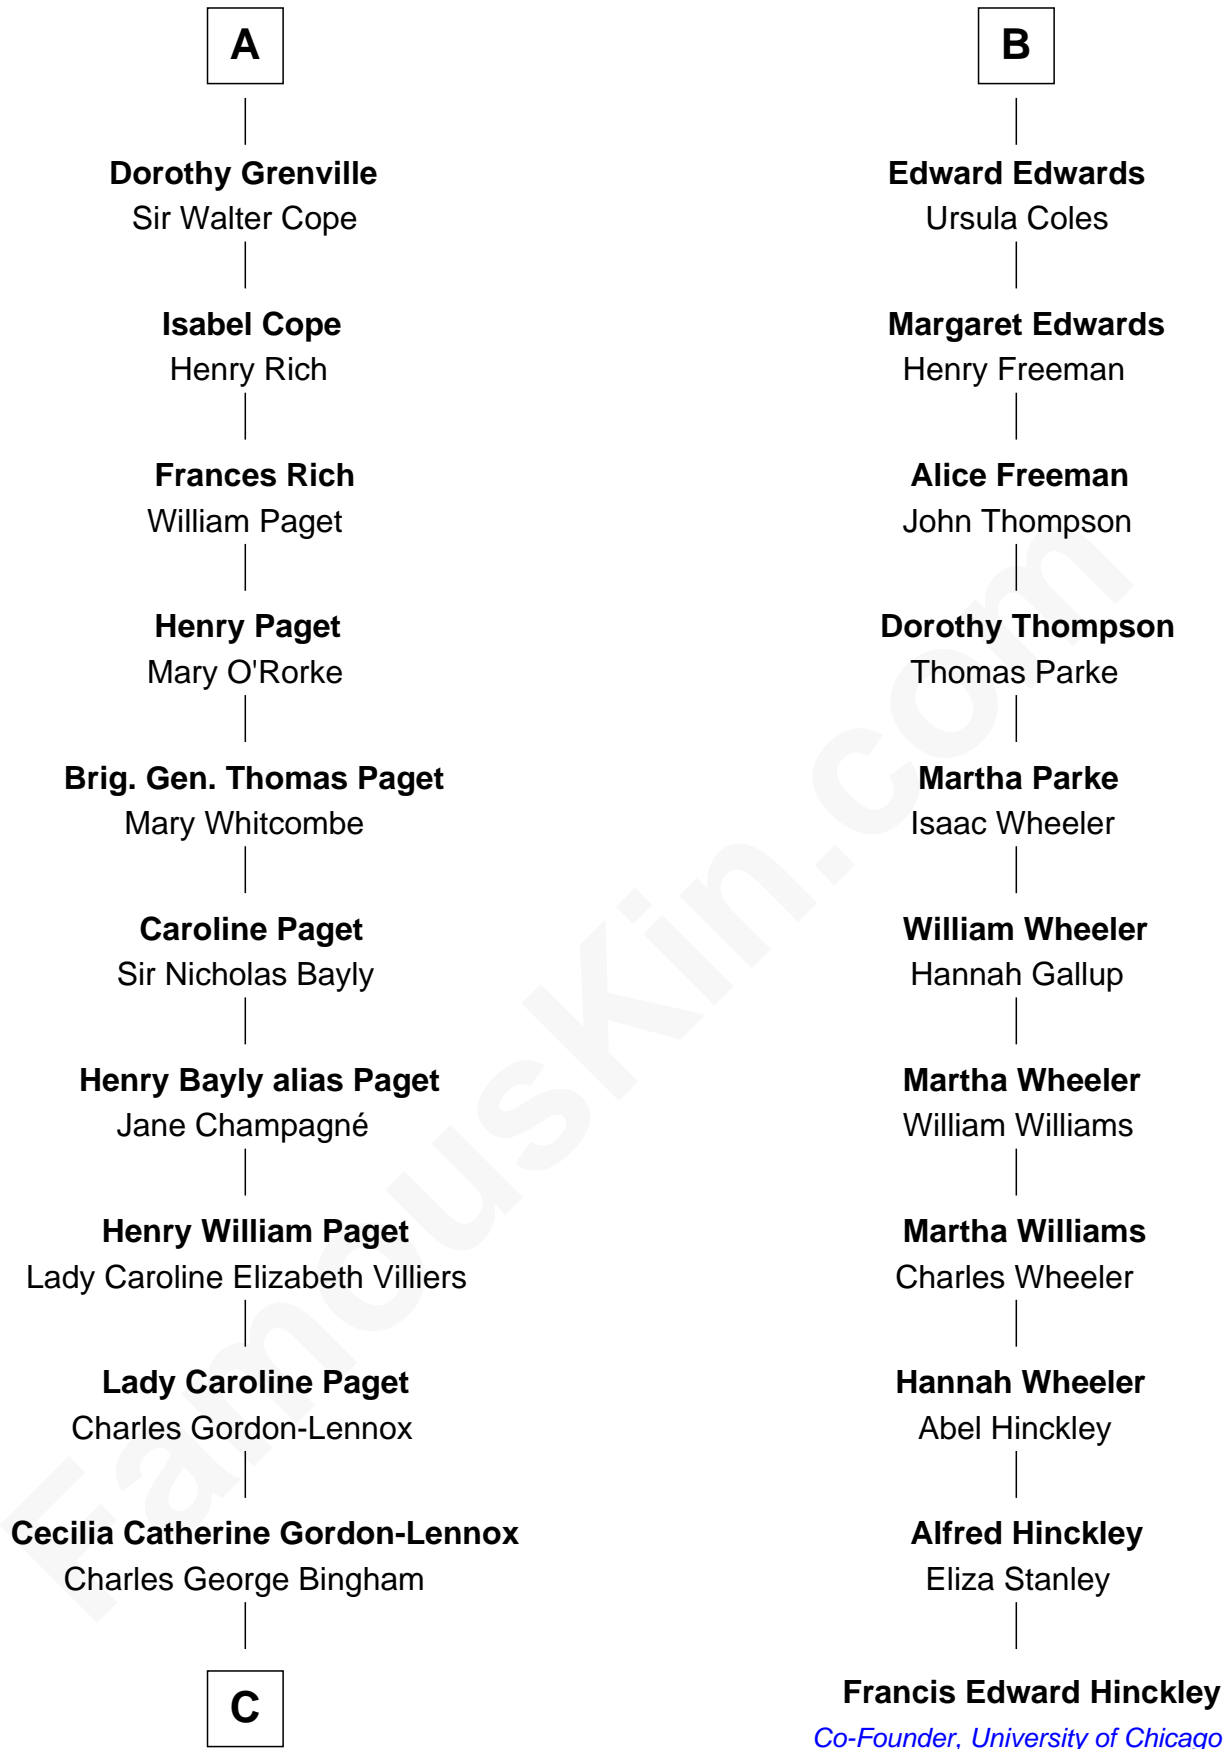 A
Dorothy Grenville
Sir Walter Cope
Isabel Cope
Henry Rich
Frances Rich
William Paget
Henry Paget
Mary O'Rorke
Brig. Gen. Thomas Paget
Mary Whitcombe
Caroline Paget
Sir Nicholas Bayly
Henry Bayly alias Paget
Jane Champagné
Henry William Paget
Lady Caroline Elizabeth Villiers
Lady Caroline Paget
Charles Gordon-Lennox
Cecilia Catherine Gordon-Lennox
Charles George Bingham
C
B
Edward Edwards
Ursula Coles
Margaret Edwards
Henry Freeman
Alice Freeman
John Thompson
Dorothy Thompson
Thomas Parke
Martha Parke
Isaac Wheeler
William Wheeler
Hannah Gallup
Martha Wheeler
William Williams
Martha Williams
Charles Wheeler
Hannah Wheeler
Abel Hinckley
Alfred Hinckley
Eliza Stanley
Francis Edward Hinckley
Co-Founder, University of Chicago
FamousKin.com